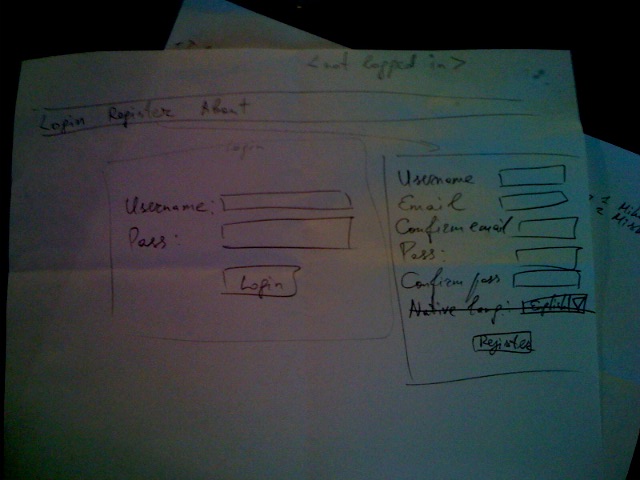 <not logged in>
Login Register About
Login
Username:
Pass:
Login
Username
Email
Confirm email
Pass:
Confirm pass
Native lang: English
Register